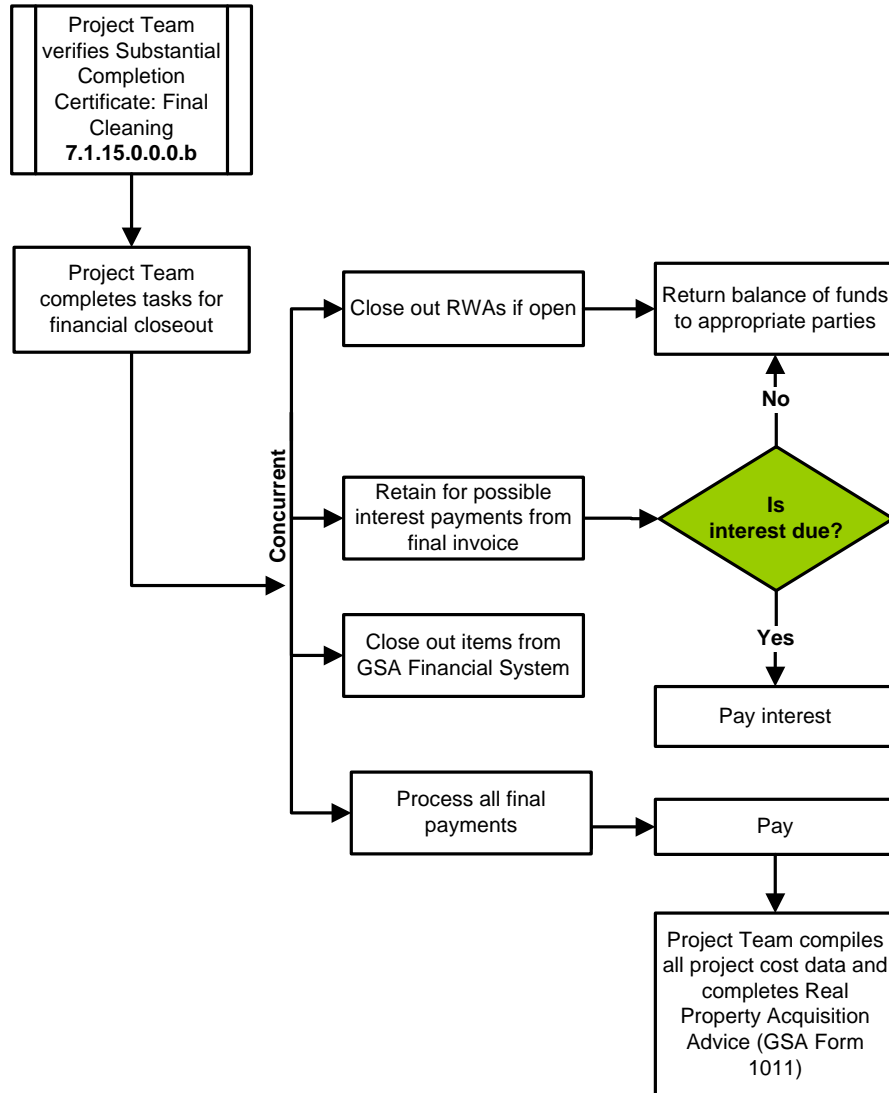 Project Team
verifies Substantial
Completion
Certificate: Final
Cleaning
7.1.15.0.0.0.b
Project Team
completes tasks for
financial closeout
Concurrent
Close out RWAs if open
Return balance of funds
to appropriate parties
No
Retain for possible
interest payments from
final invoice
Is
interest due?
Yes
Close out items from
GSA Financial System
Pay interest
Process all final
payments
Pay
Project Team compiles
all project cost data and
completes Real
Property Acquisition
Advice (GSA Form
1011)